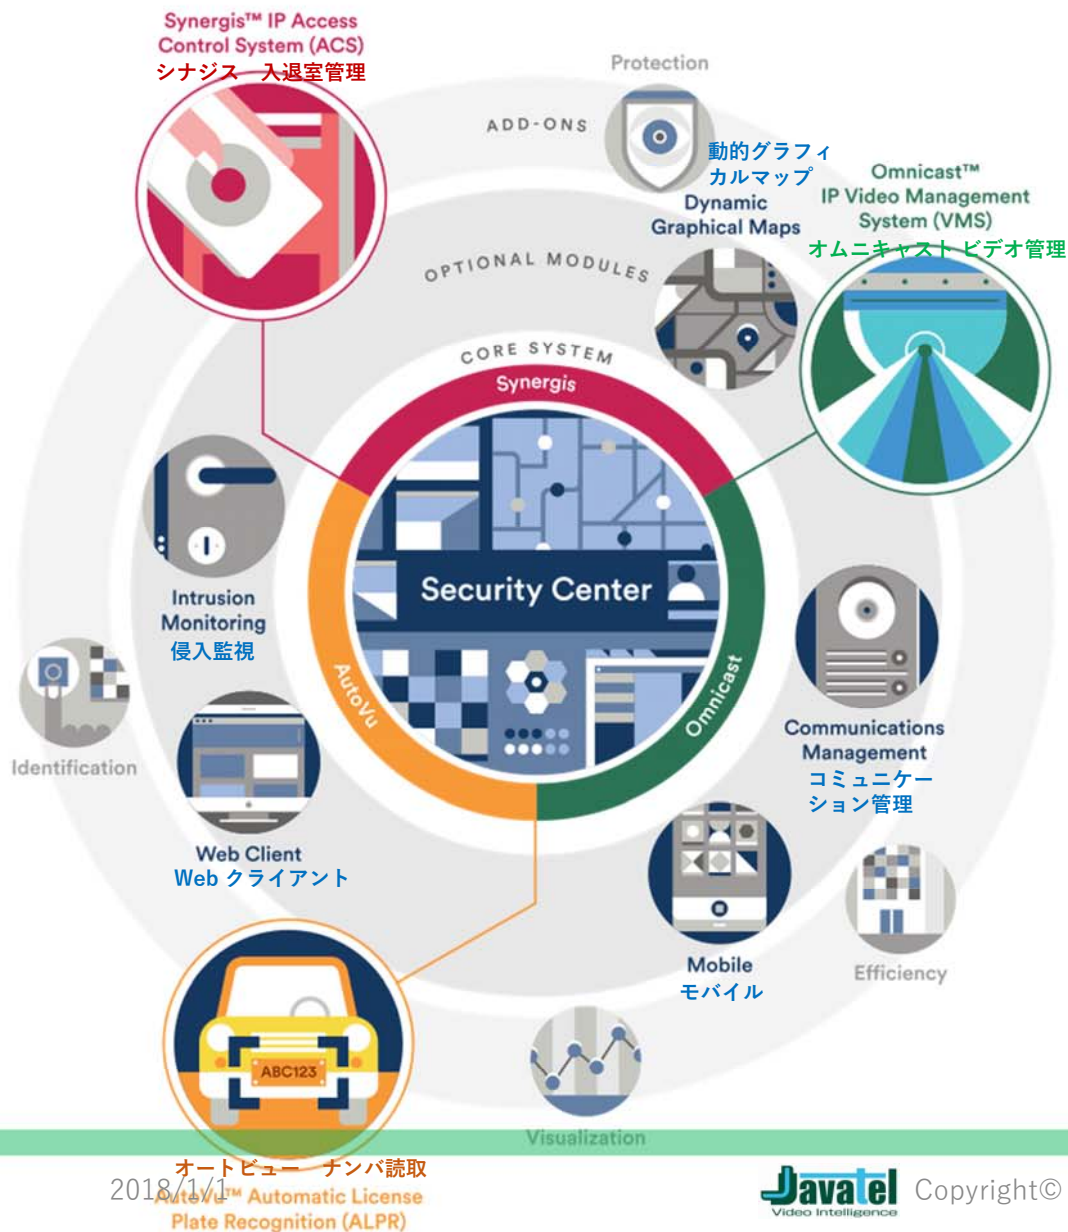 Synergis™ IP Access
Control System (ACS)
シナジス　入退室管理
Protection
ADD-ONS
動的グラフィ
カルマップ
Dynamic
Graphical Maps
Omnicast™
IP Video Management
System (VMS)
オムニキャスト ビデオ管理
OPTIONAL MODULES
CORE SYSTEM
Synergis
Security Center
AutoVu
Omnicast
Intrusion
Monitoring
侵入監視
Identification
Web Client
Web クライアント
Communications
Management
コミュニケー
ション管理
Mobile
モバイル
Efficiency
ABC123
Visualization
オートビュー　ナンバ読取
2018/1/1
AutoVu™ Automatic License
Plate Recognition (ALPR)
Javatel
Video Intelligence
Copyright©